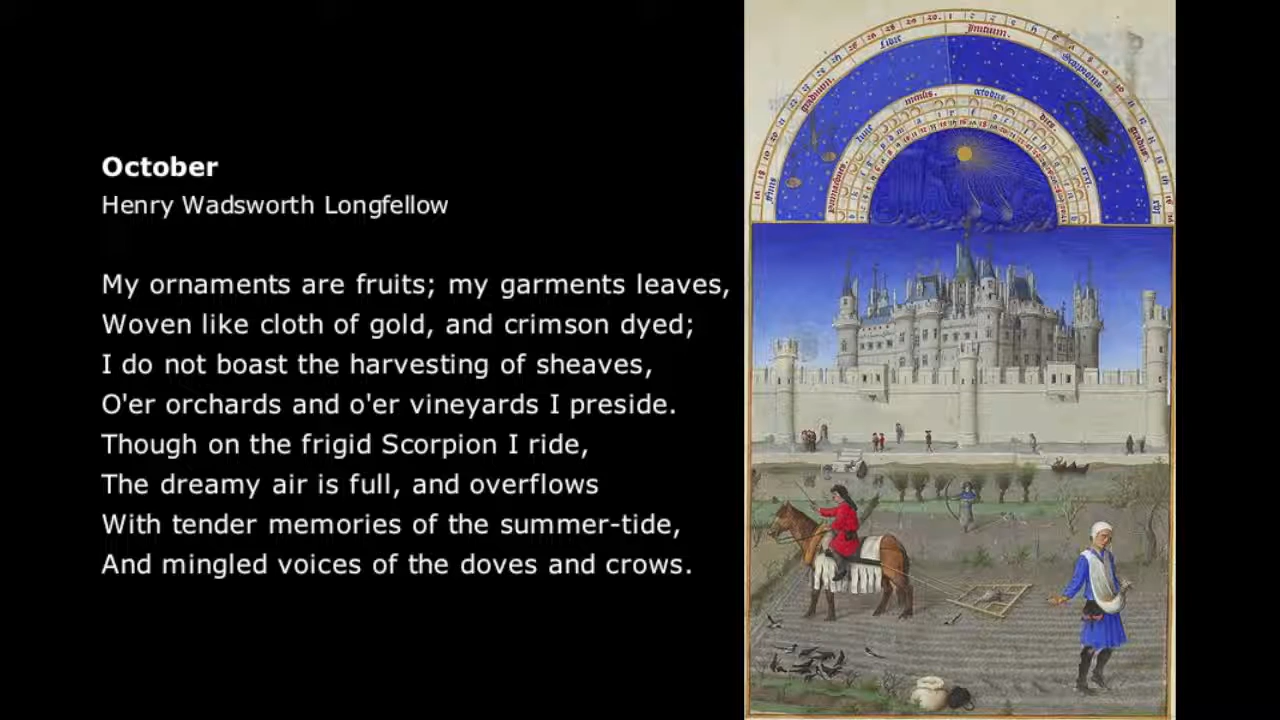 October
Henry Wadsworth Longfellow
My ornaments are fruits; my garments leaves,
Woven like cloth of gold, and crimson dyed;
I do not boast the harvesting of sheaves,
O'er orchards and o'er vineyards I preside.
Though on the frigid Scorpion I ride,
The dreamy air is full, and overflows
With tender memories of the summer-tide,
And mingled voices of the doves and crows.